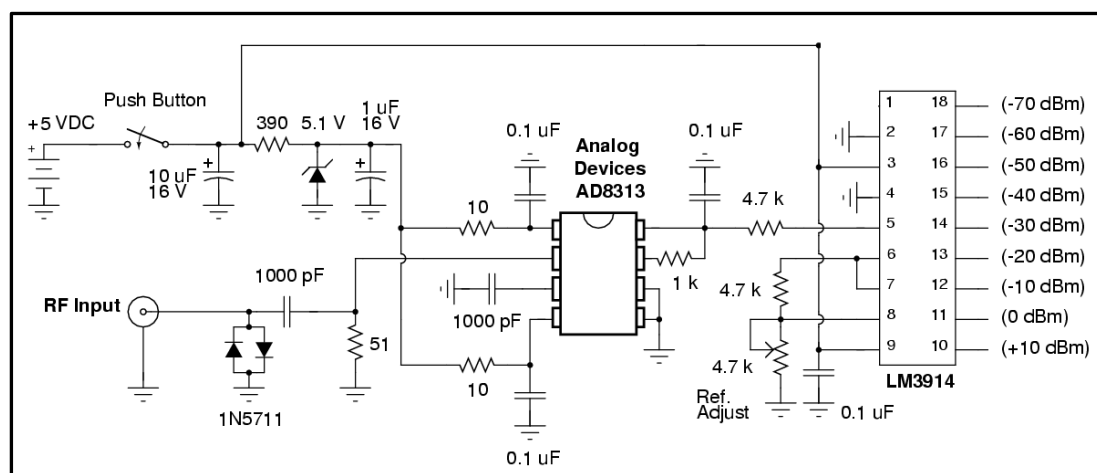 Push Button
+5 VDC
+
10 uF
16 V
+
390
5.1 V
1 uF
16 V
+
0.1 uF
Analog
Devices
AD8313
0.1 uF
10
4.7 k
1 k
4.7 k
4.7 k
Ref.
Adjust
1000 pF
RF Input
1N5711
51
1000 pF
10
0.1 uF
0.1 uF
1 18 (-70 dBm)
2 17 (-60 dBm)
3 16 (-50 dBm)
4 15 (-40 dBm)
5 14 (-30 dBm)
6 13 (-20 dBm)
7 12 (-10 dBm)
8 11 (0 dBm)
9 10 (+10 dBm)
LM3914